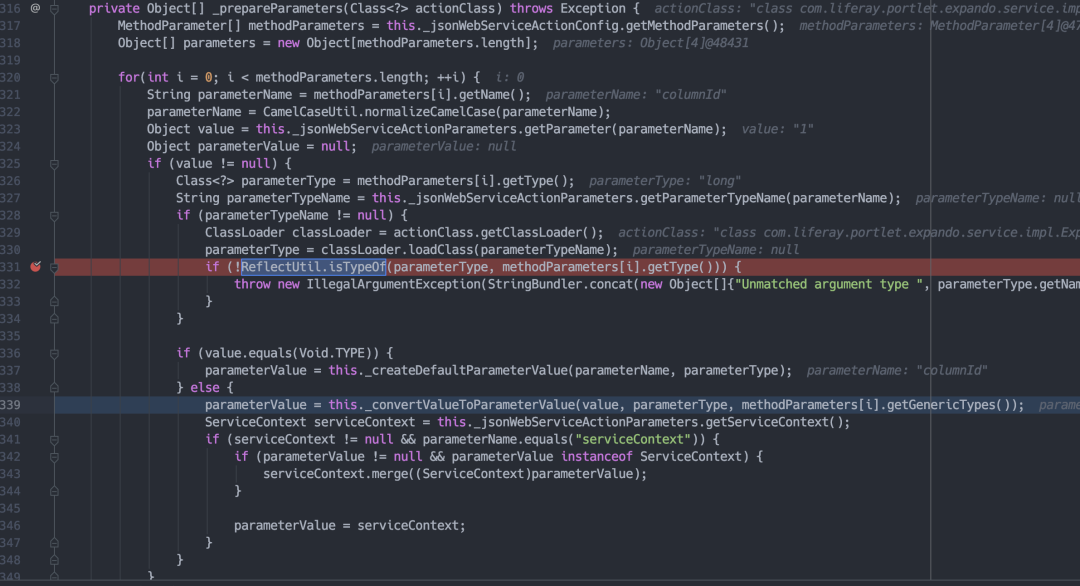 316 @ private Object[] _prepareParameters(Class<?> actionClass) throws Exception { actionClass: "class com.liferay.portlet.expando.service.imp
317 MethodParameter[] methodParameters = this._jsonWebServiceActionConfig.getMethodParameters(); methodParameters: MethodParameter[4]@47
318 Object[] parameters = new Object[methodParameters.length]; parameters: Object[4]@48431
319
320 for(int i = 0; i < methodParameters.length; ++i) { i: 0
321 String parameterName = methodParameters[i].getName(); parameterName: "columnId"
322 parameterName = CamelCaseUtil.normalizeCamelCase(parameterName);
323 Object value = this._jsonWebServiceActionParameters.getParameter(parameterName); value: "1"
324 Object parameterValue = null; parameterValue: null
325 if (value != null) {
326 Class<?> parameterType = methodParameters[i].getType(); parameterType: "long"
327 String parameterTypeName = this._jsonWebServiceActionParameters.getParameterTypeName(parameterName); parameterTypeName: null
328 if (parameterTypeName != null) {
329 ClassLoader classLoader = actionClass.getClassLoader(); actionClass: "class com.liferay.portlet.expando.service.impl.Exp
330 parameterType = classLoader.loadClass(parameterTypeName); parameterTypeName: null
331 if (!ReflectUtil.isTypeOf(parameterType, methodParameters[i].getType())) {
332 throw new IllegalArgumentException(StringBundler.concat(new Object[]{"Unmatched argument type ", parameterType.getNam
333 }
334 }
335
336 if (value.equals(Void.TYPE)) {
337 parameterValue = this._createDefaultParameterValue(parameterName, parameterType); parameterName: "columnId"
338 } else {
339 parameterValue = this._convertValueToParameterValue(value, parameterType, methodParameters[i].getGenericTypes()); parame
340 ServiceContext serviceContext = this._jsonWebServiceActionParameters.getServiceContext();
341 if (serviceContext != null && parameterName.equals("serviceContext")) {
342 if (parameterValue != null && parameterValue instanceof ServiceContext) {
343 serviceContext.merge((ServiceContext)parameterValue);
344 }
345
346 parameterValue = serviceContext;
347 }
348 }
349 }